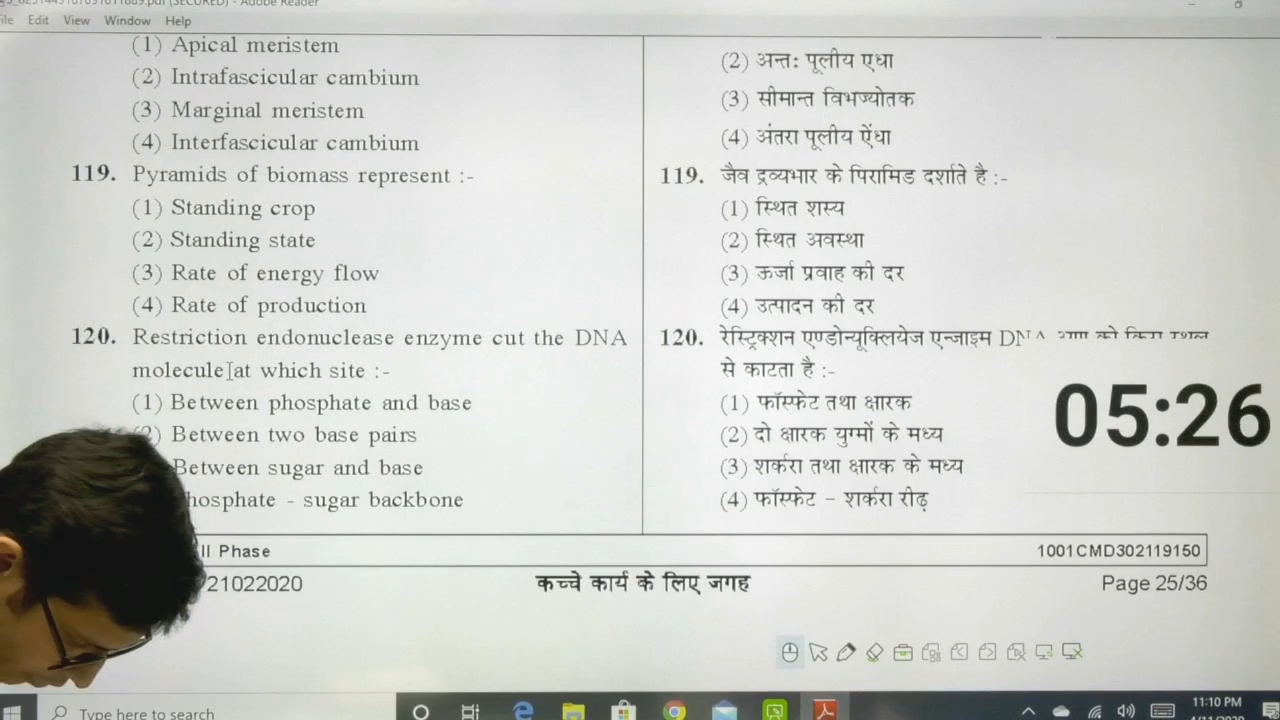 File Edit View Window Help
(1) Apical meristem
(2) Intrafascicular cambium
(3) Marginal meristem
(4) Interfascicular cambium
119. Pyramids of biomass represent :-
(1) Standing crop
(2) Standing state
(3) Rate of energy flow
(4) Rate of production
120. Restriction endonuclease enzyme cut the DNA
molecule at which site :-
(1) Between phosphate and base
(2) Between two base pairs
Between sugar and base
phosphate - sugar backbone
(2) अन्तः पूलीय एधा
(3) सीमान्त विभज्योतक
(4) अंतरा पूलीय ऐंधा
119. जैव द्रव्यभार के पिरामिड दर्शाते है :-
(1) स्थित शस्य
(2) स्थित अवस्था
(3) ऊर्जा प्रवाह की दर
(4) उत्पादन की दर
120. रेस्ट्रिक्शन एण्डोन्यूक्लियेज एन्जाइम DNA
से काटता है :-
(1) फॉस्फेट तथा क्षारक
(2) दो क्षारक युग्मों के मध्य
(3) शर्करा तथा क्षारक के मध्य
(4) फॉस्फेट - शर्करा रीढ़
05:26
II Phase
1001CMD302119150
21022020
कच्चे कार्य के लिए जगह
Page 25/36
Type here to search
11:10 PM